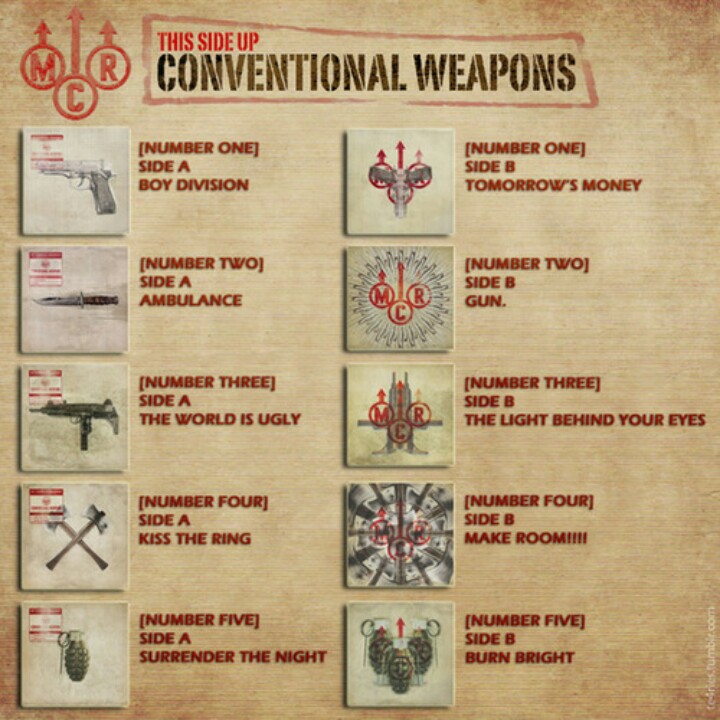 M C R
THIS SIDE UP
CONVENTIONAL WEAPONS
[NUMBER ONE]
SIDE A
BOY DIVISION
[NUMBER ONE]
SIDE B
TOMORROW'S MONEY
[NUMBER TWO]
SIDE A
AMBULANCE
[NUMBER TWO]
SIDE B
GUN.
M C R
[NUMBER THREE]
SIDE A
THE WORLD IS UGLY
[NUMBER THREE]
SIDE B
THE LIGHT BEHIND YOUR EYES
M C R
[NUMBER FOUR]
SIDE A
KISS THE RING
[NUMBER FOUR]
SIDE B
MAKE ROOM!!!!
M C R
[NUMBER FIVE]
SIDE A
SURRENDER THE NIGHT
[NUMBER FIVE]
SIDE B
BURN BRIGHT